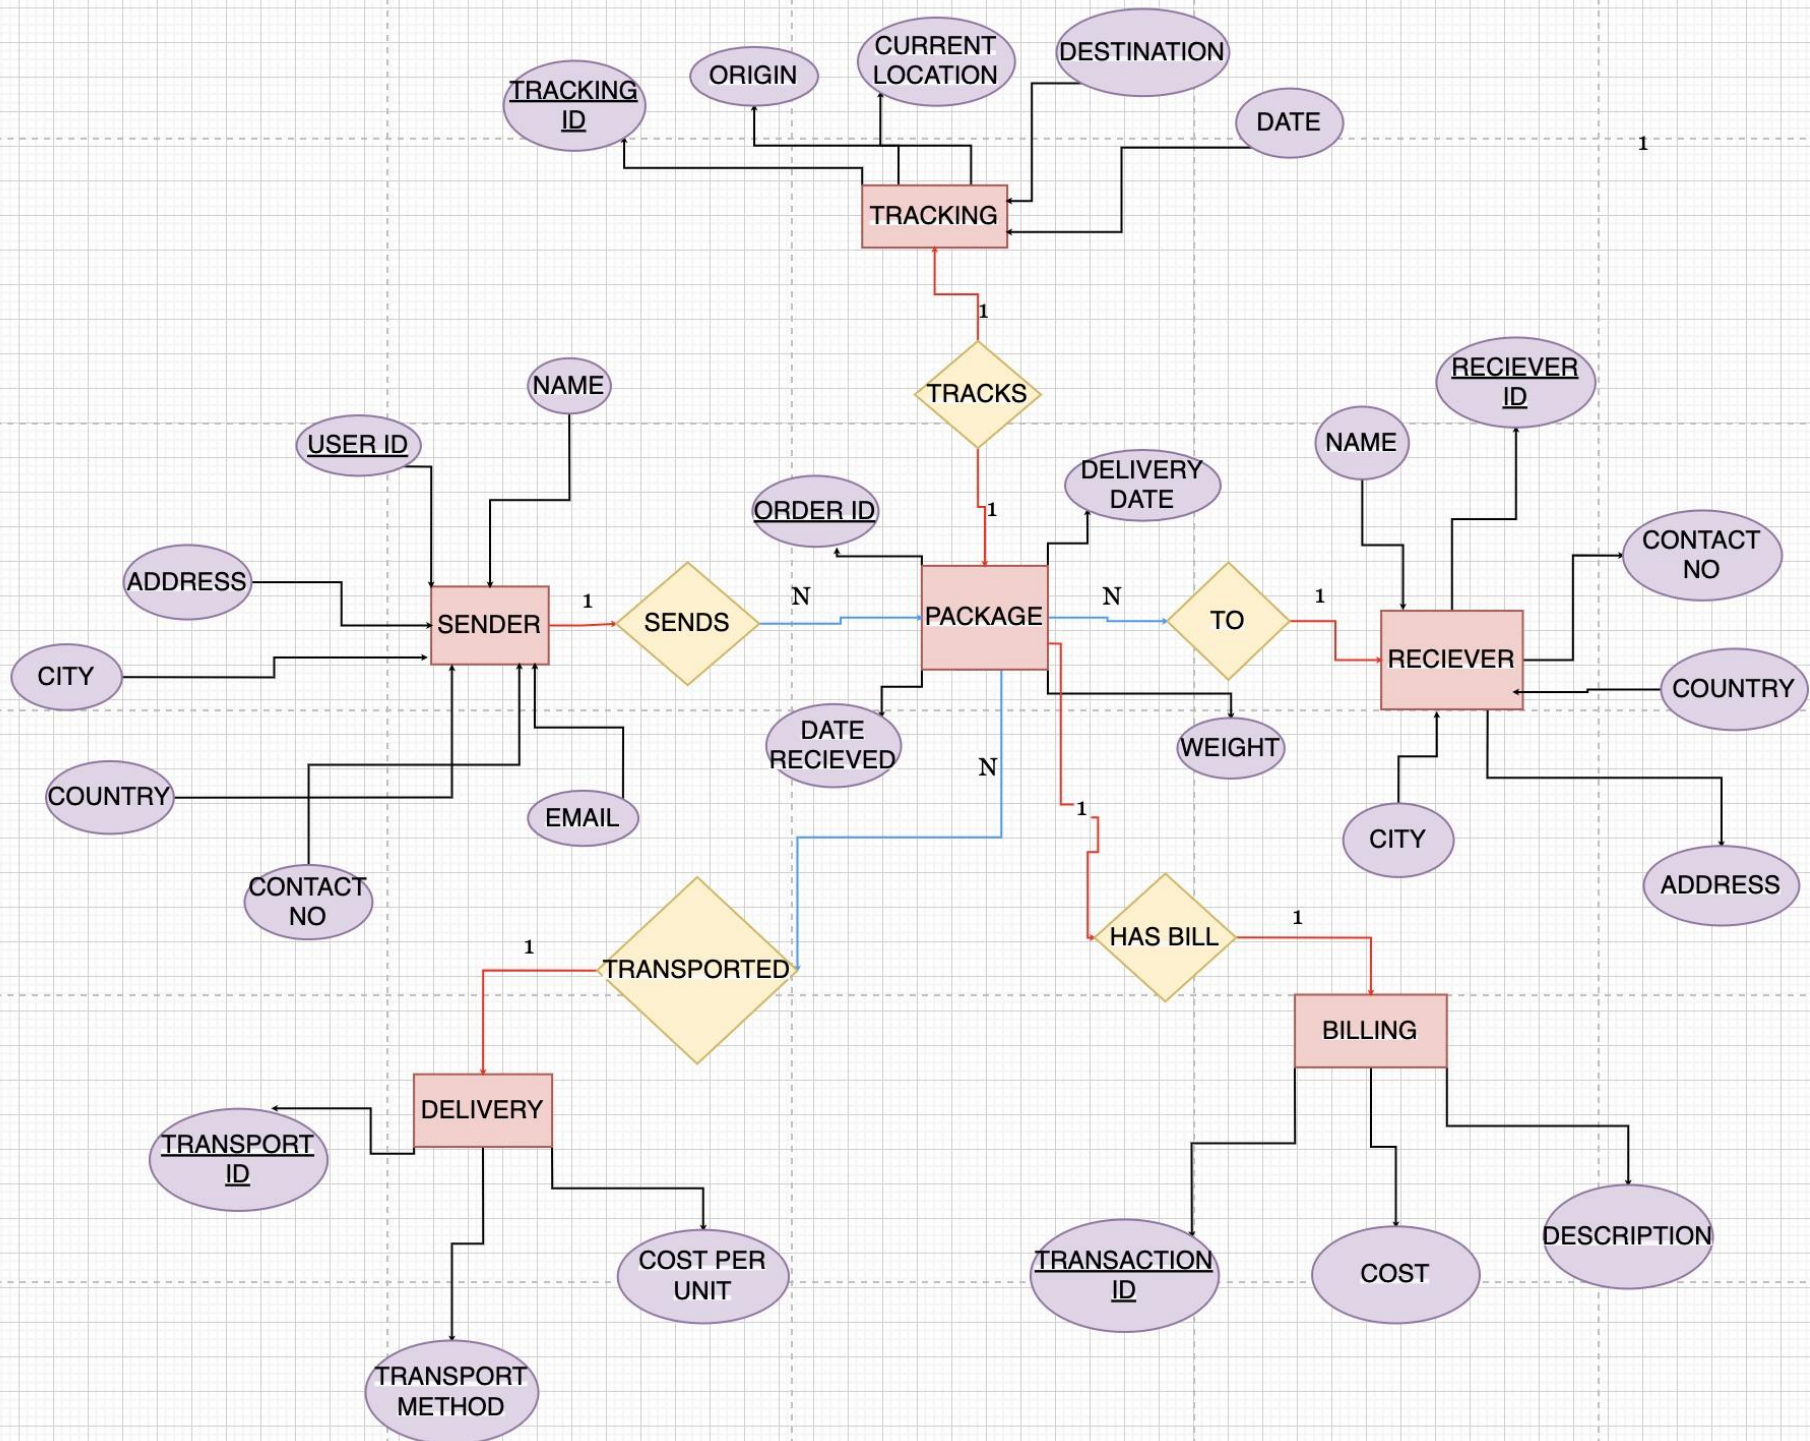 CURRENT
LOCATION
DESTINATION
ORIGIN
TRACKING
ID
DATE
1
TRACKING
1
TRACKS
NAME
RECIEVER
ID
USER ID
NAME
DELIVERY
DATE
ORDER ID
1
CONTACT
NO
ADDRESS
SENDER
1
SENDS
N
PACKAGE
N
TO
1
RECIEVER
CITY
COUNTRY
DATE
RECIEVED
WEIGHT
N
COUNTRY
EMAIL
1
CITY
CONTACT
NO
ADDRESS
1
TRANSPORTED
HAS BILL
1
BILLING
DELIVERY
TRANSPORT
ID
COST PER
UNIT
TRANSACTION
ID
COST
DESCRIPTION
TRANSPORT
METHOD